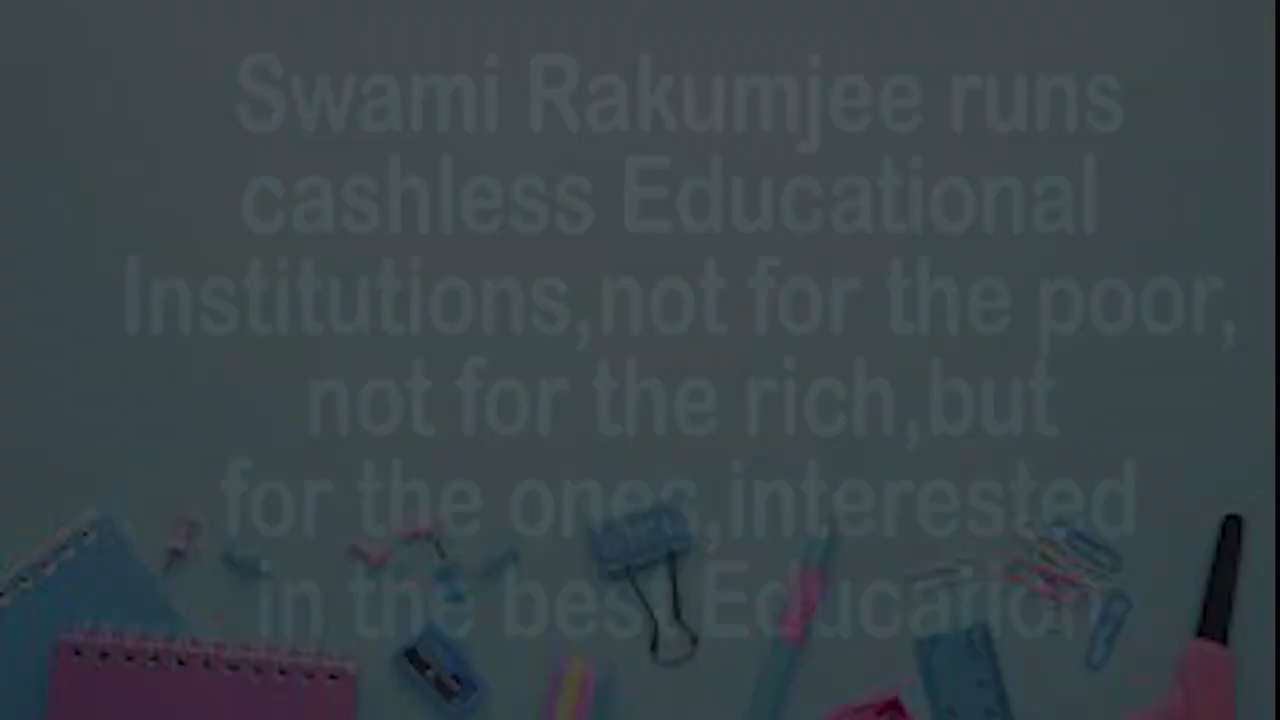 Swami Rakumjee runs
cashless Educational
Institutions,not for the poor,
not for the rich,but
for the ones,interested
in the best Education